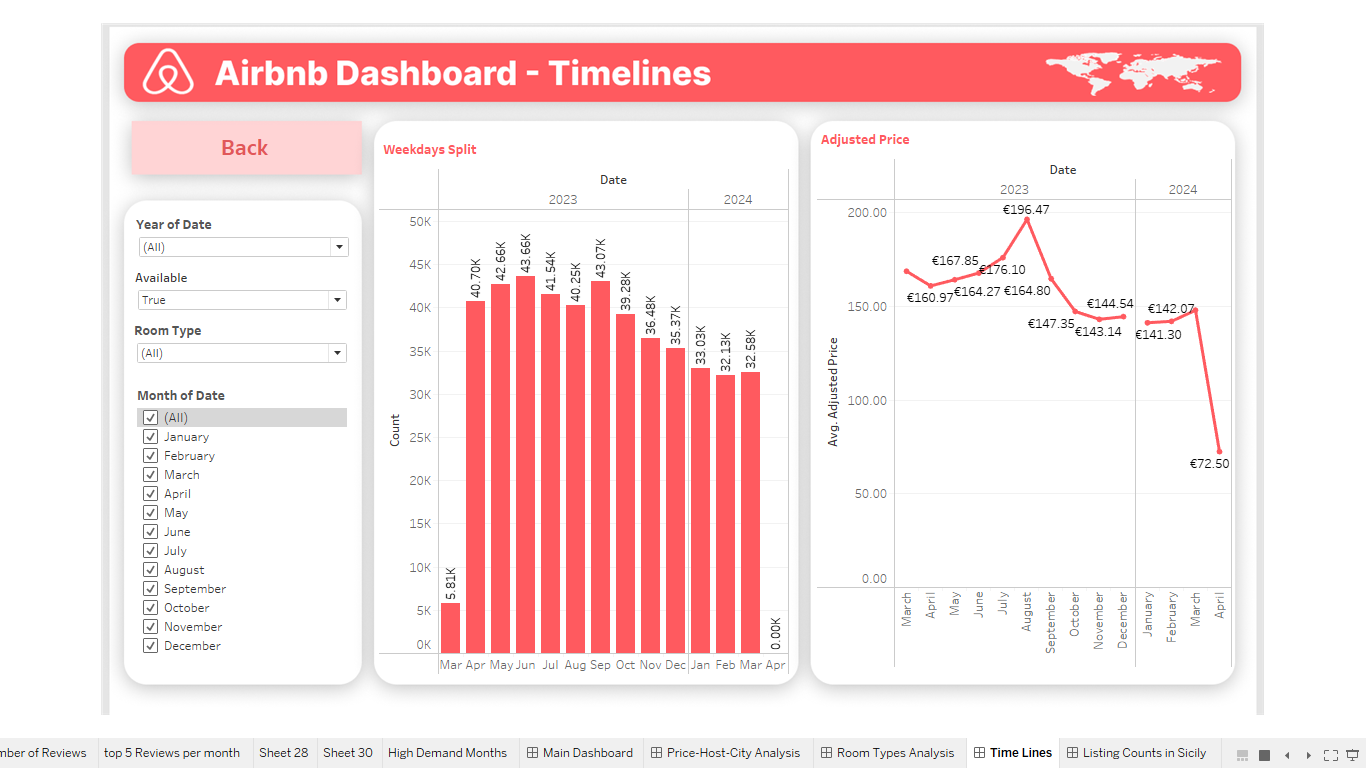 Airbnb Dashboard - Timelines
Back
Year of Date
(All)
Available
True
Room Type
(All)
Month of Date
(All)
January
February
March
April
May
June
July
August
September
October
November
December
Weekdays Split
Date
2023 2024
Count
50K
45K
40K
35K
30K
25K
20K
15K
10K
5K
0K
5.81K 40.70K 42.66K 43.66K 41.54K 40.25K 43.07K 39.28K 36.48K 35.37K 33.03K 32.13K 32.58K 0.00K
Mar Apr May Jun Jul Aug Sep Oct Nov Dec Jan Feb Mar Apr
Adjusted Price
Date
2023 2024
Avg. Adjusted Price
200.00
150.00
100.00
50.00
0.00
€196.47
€167.85
€176.10
€160.97 €164.27 €164.80
€144.54 €142.07
€147.35 €143.14 €141.30
€72.50
March April May June July August September October November December January February March April
mber of Reviews top 5 Reviews per month Sheet 28 Sheet 30 High Demand Months Main Dashboard Price-Host-City Analysis Room Types Analysis Time Lines Listing Counts in Sicily